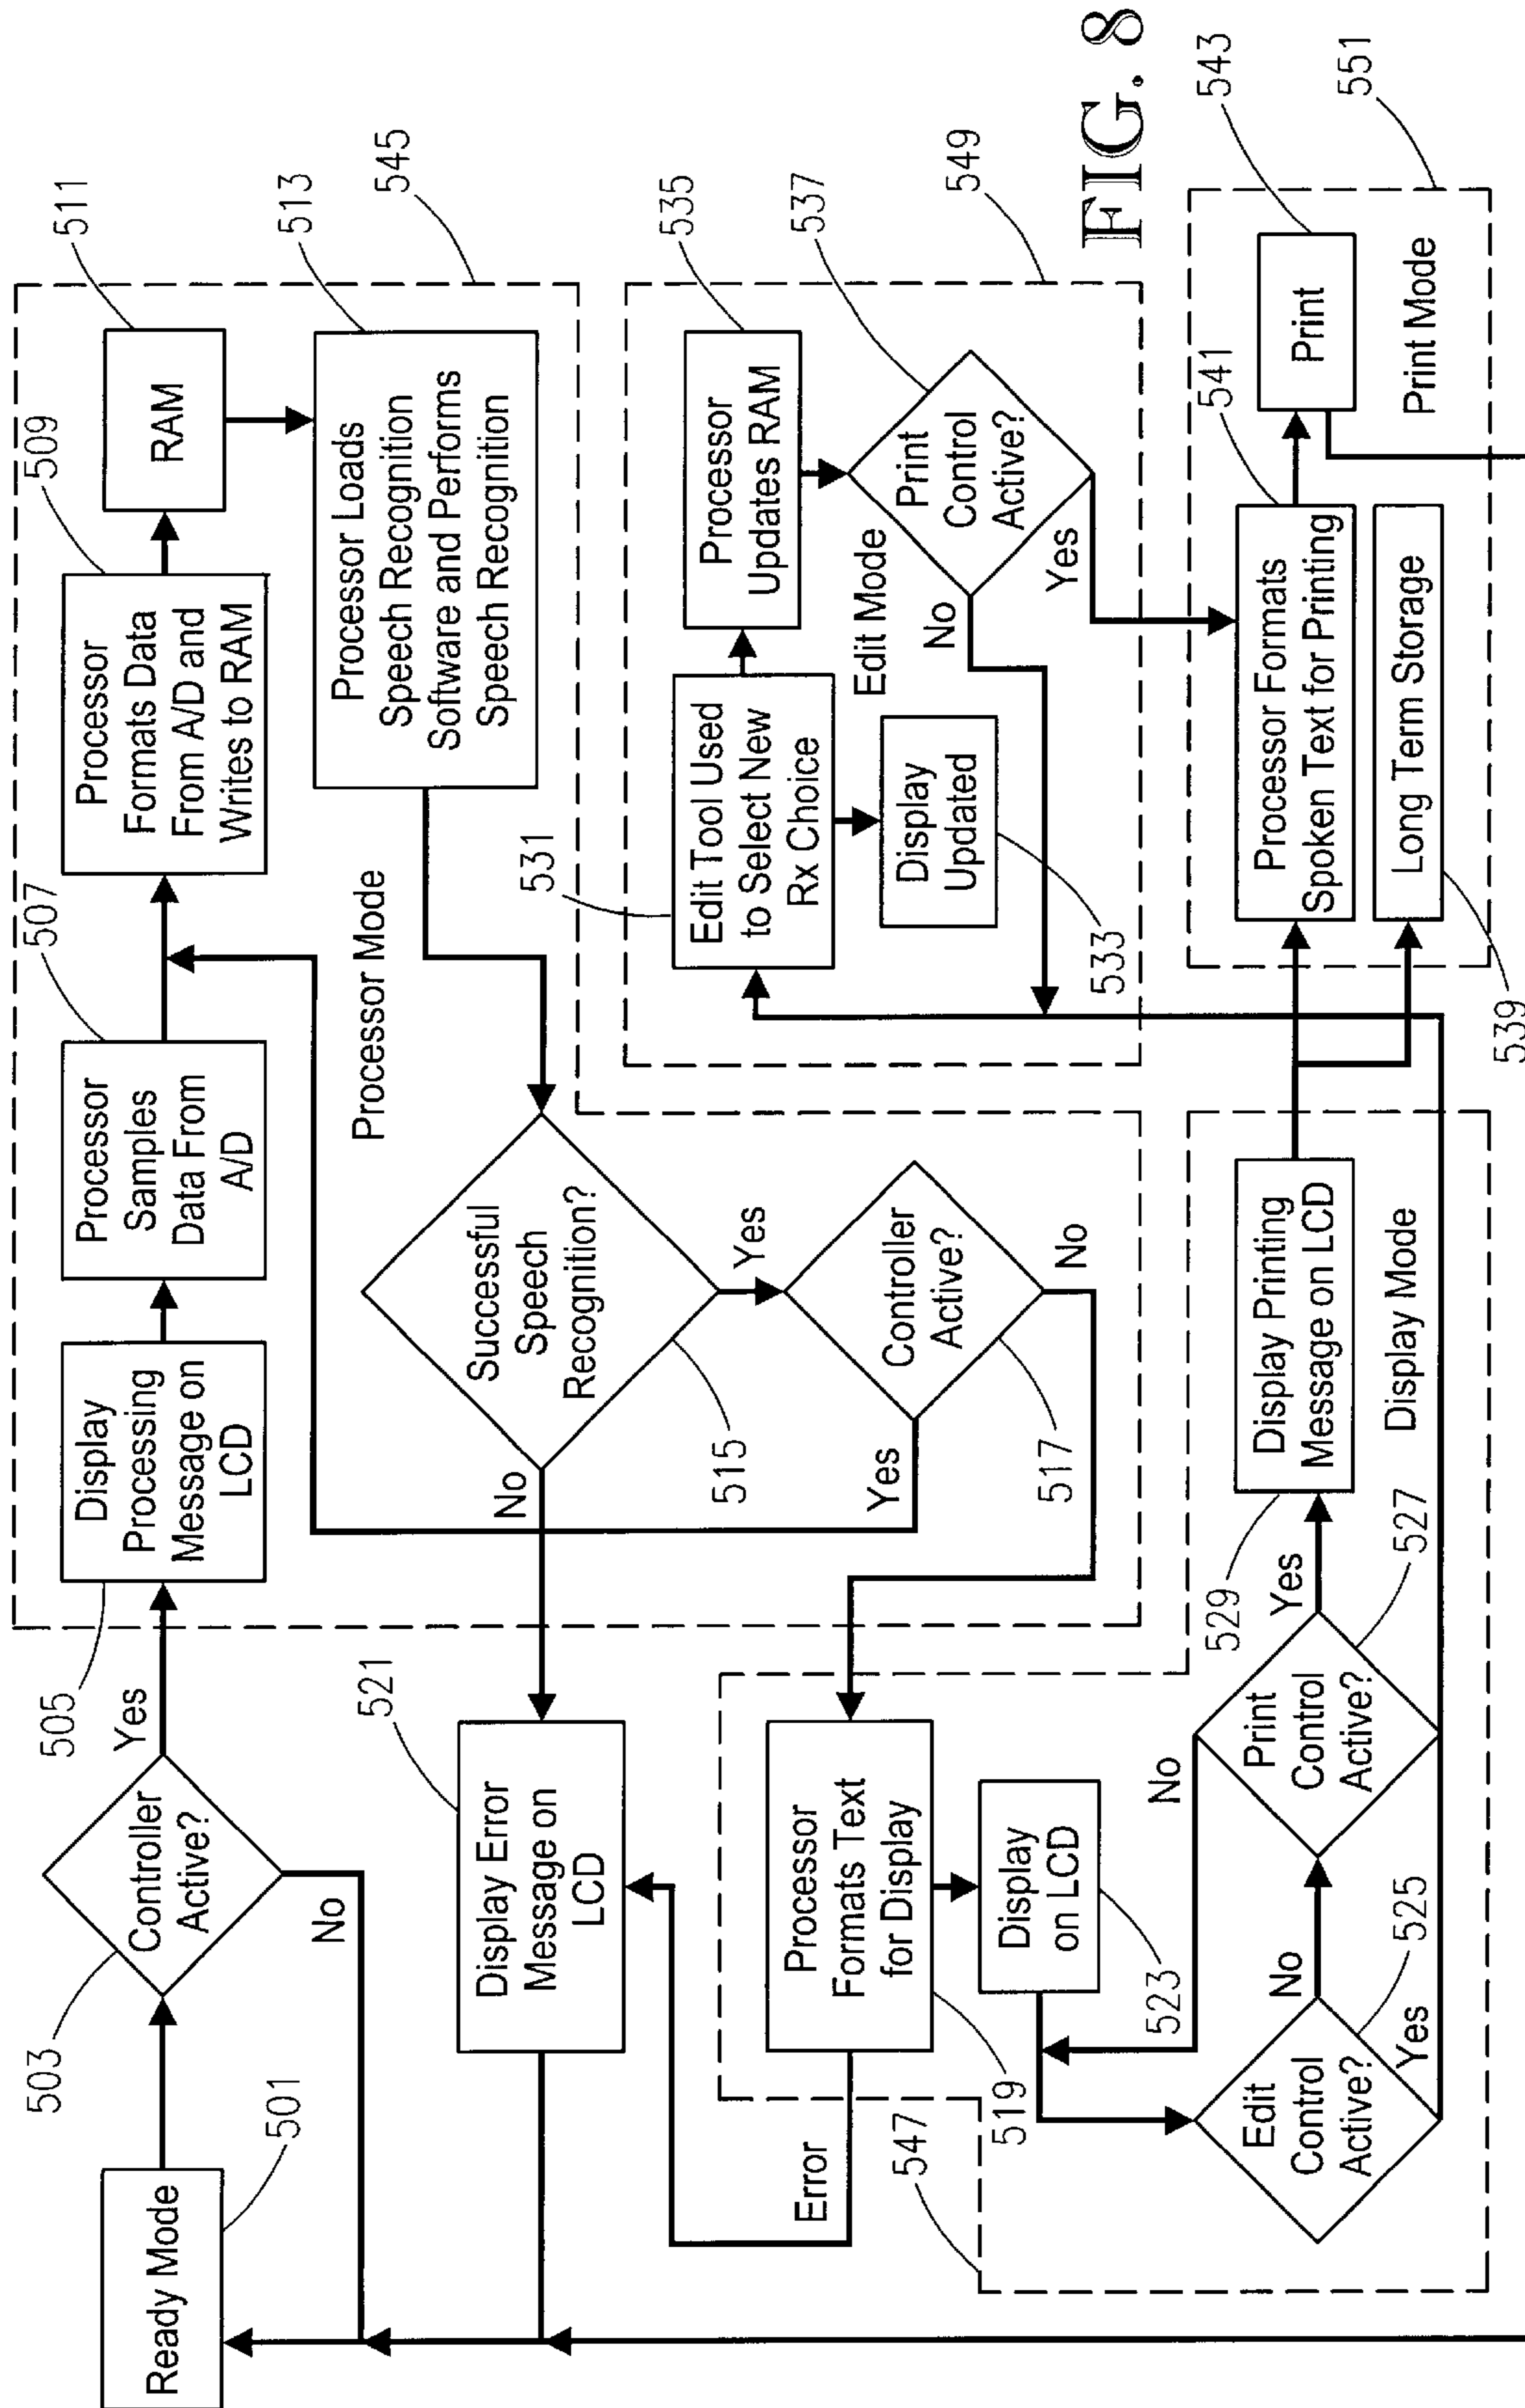 Ready Mode
501
503
Controller
Active?
Yes
No
505
Display
Processing
Message on
LCD
507
Processor
Samples
Data From
A/D
509
Processor
Formats Data
From A/D and
Writes to RAM
511
RAM
513
Processor Loads
Speech Recognition
Software and Performs
Speech Recognition
545
Processor Mode
Successful
Speech
Recognition?
515
No
Yes
Controller
Active?
517
Yes
No
521
Display Error
Message on
LCD
Error
547
Processor
Formats Text
for Display
519
Display
on LCD
523
Edit
Control
Active?
525
Yes
No
Print
Control
Active?
527
No
Yes
529
Display Printing
Message on LCD
Display Mode
531
Edit Tool Used
to Select New
Rx Choice
Display
Updated
533
535
Processor
Updates RAM
Edit Mode
537
Print
Control
Active?
No
Yes
549
539
541
Processor Formats
Spoken Text for Printing
Long Term Storage
543
Print
Print Mode
551
FIG. 8